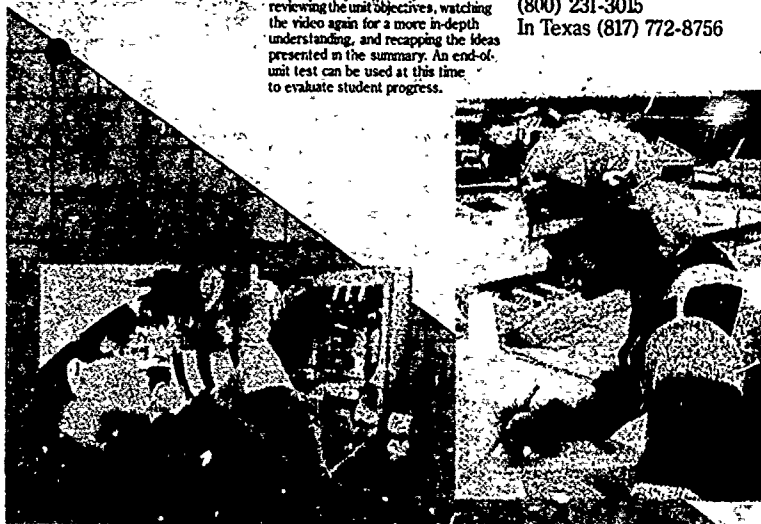 reviewing the unit objectives, watching
the video again for a more in-depth
understanding, and recapping the ideas
presented in the summary. An end-of-
unit test can be used at this time
to evaluate student progress.
(800) 231-3015
In Texas (817) 772-8756